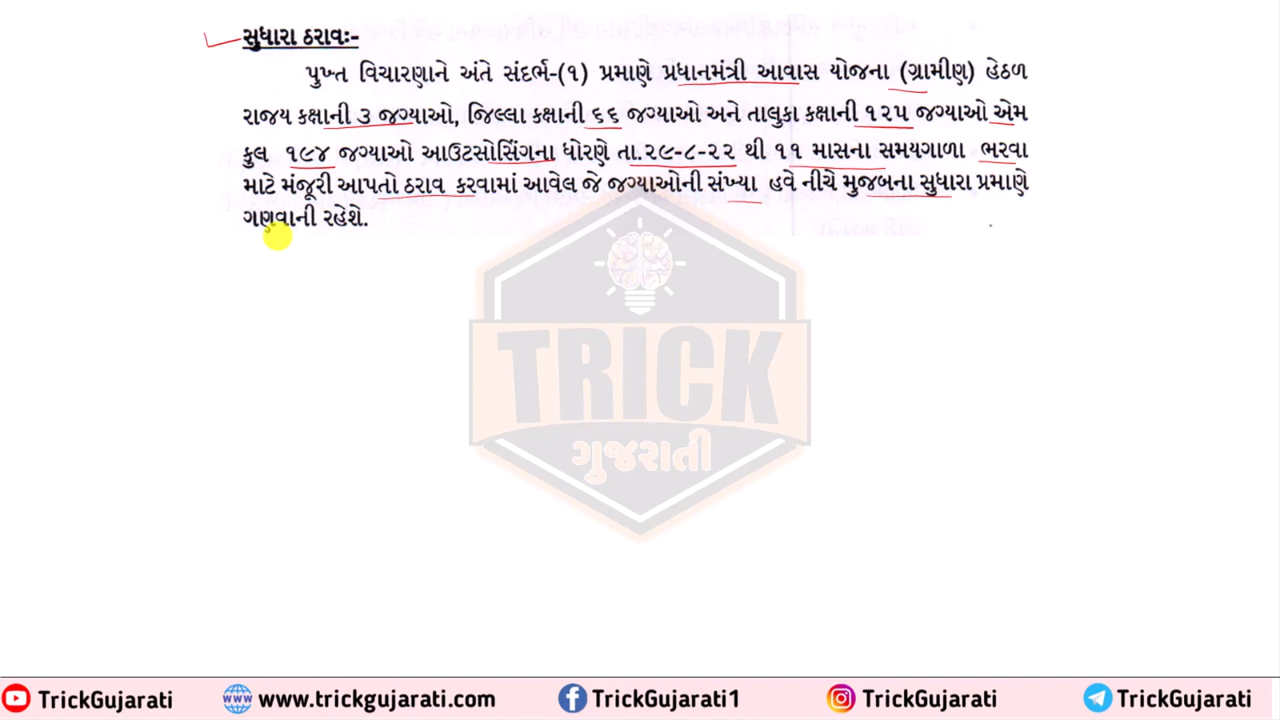 સુધારા ઠરાવઃ-
પુખ્ત વિચારણાને અંતે સંદર્ભ-(૧) પ્રમાણે પ્રધાનમંત્રી આવાસ યોજના (ગ્રામીણ) હેઠળ
રાજય કક્ષાની ૩ જગ્યાઓ, જિલ્લા કક્ષાની ૬૬ જગ્યાઓ અને તાલુકા કક્ષાની ૧૨૫ જગ્યાઓ એમ
કુલ ૧૯૪ જગ્યાઓ આઉટસોર્સિંગના ધોરણે તા.૨૯-૮-૨૨ થી ૧૧ માસના સમયગાળા ભરવા
માટે મંજૂરી આપતો ઠરાવ કરવામાં આવેલ જે જગ્યાઓની સંખ્યા હવે નીચે મુજબના સુધારા પ્રમાણે
ગણવાની રહેશે.
TRICK
ગુજરાતી
TrickGujarati www.trickgujarati.com TrickGujarati1 TrickGujarati TrickGujarati